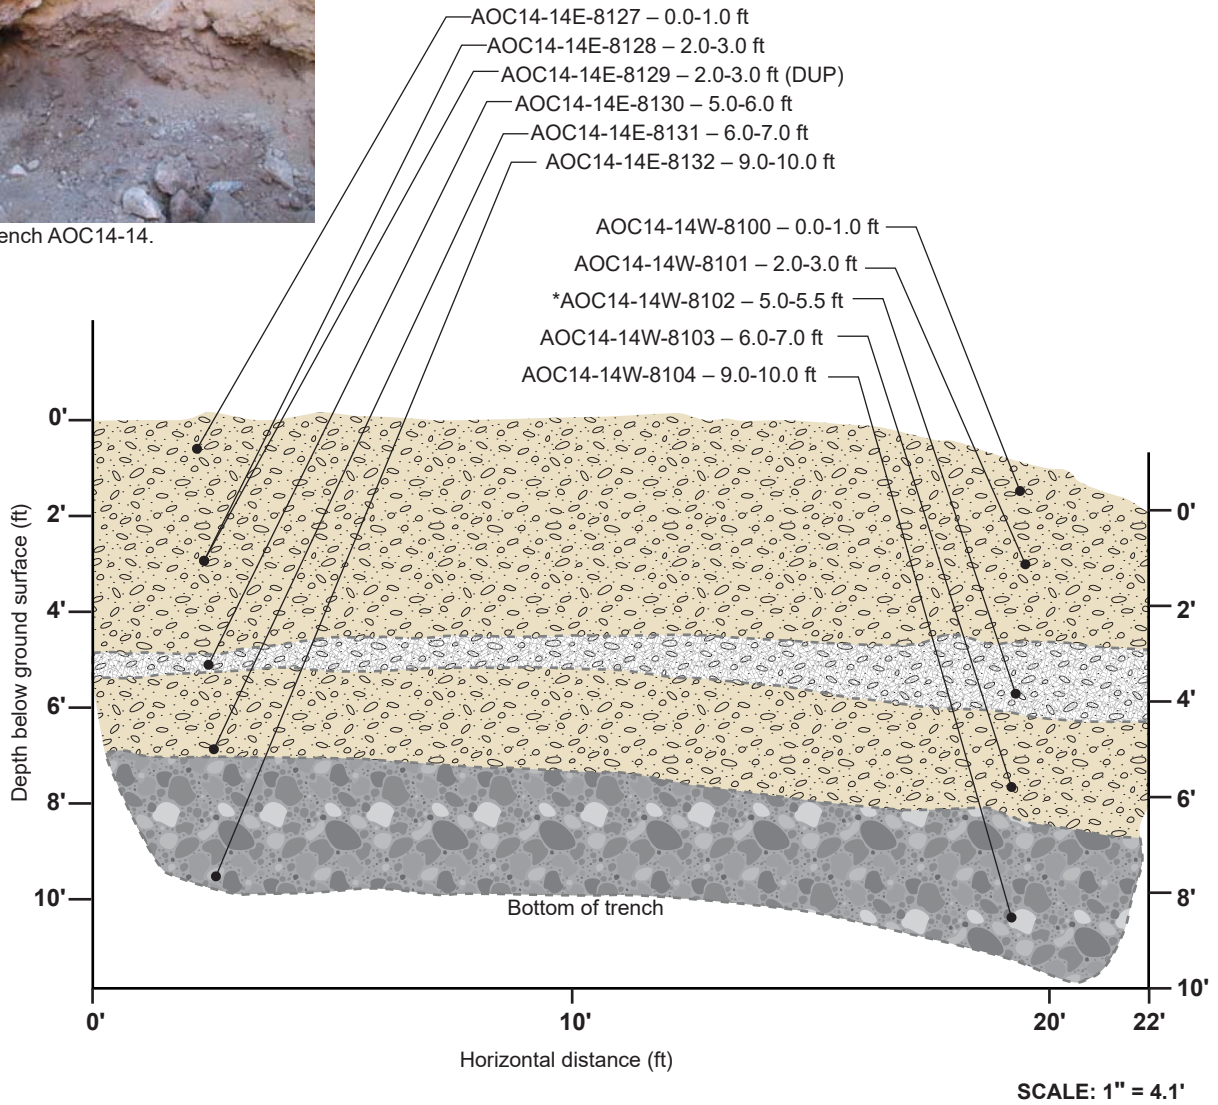 AOC14-14E-8127 – 0.0-1.0 ft
AOC14-14E-8128 – 2.0-3.0 ft
AOC14-14E-8129 – 2.0-3.0 ft (DUP)
AOC14-14E-8130 – 5.0-6.0 ft
AOC14-14E-8131 – 6.0-7.0 ft
AOC14-14E-8132 – 9.0-10.0 ft
ench AOC14-14.
AOC14-14W-8100 – 0.0-1.0 ft
AOC14-14W-8101 – 2.0-3.0 ft
*AOC14-14W-8102 – 5.0-5.5 ft
AOC14-14W-8103 – 6.0-7.0 ft
AOC14-14W-8104 – 9.0-10.0 ft
Depth below ground surface (ft)
0'
2'
4'
6'
8'
10'
0'
2'
4'
6'
8'
10'
Bottom of trench
0'
10'
20'
22'
Horizontal distance (ft)
SCALE: 1" = 4.1'